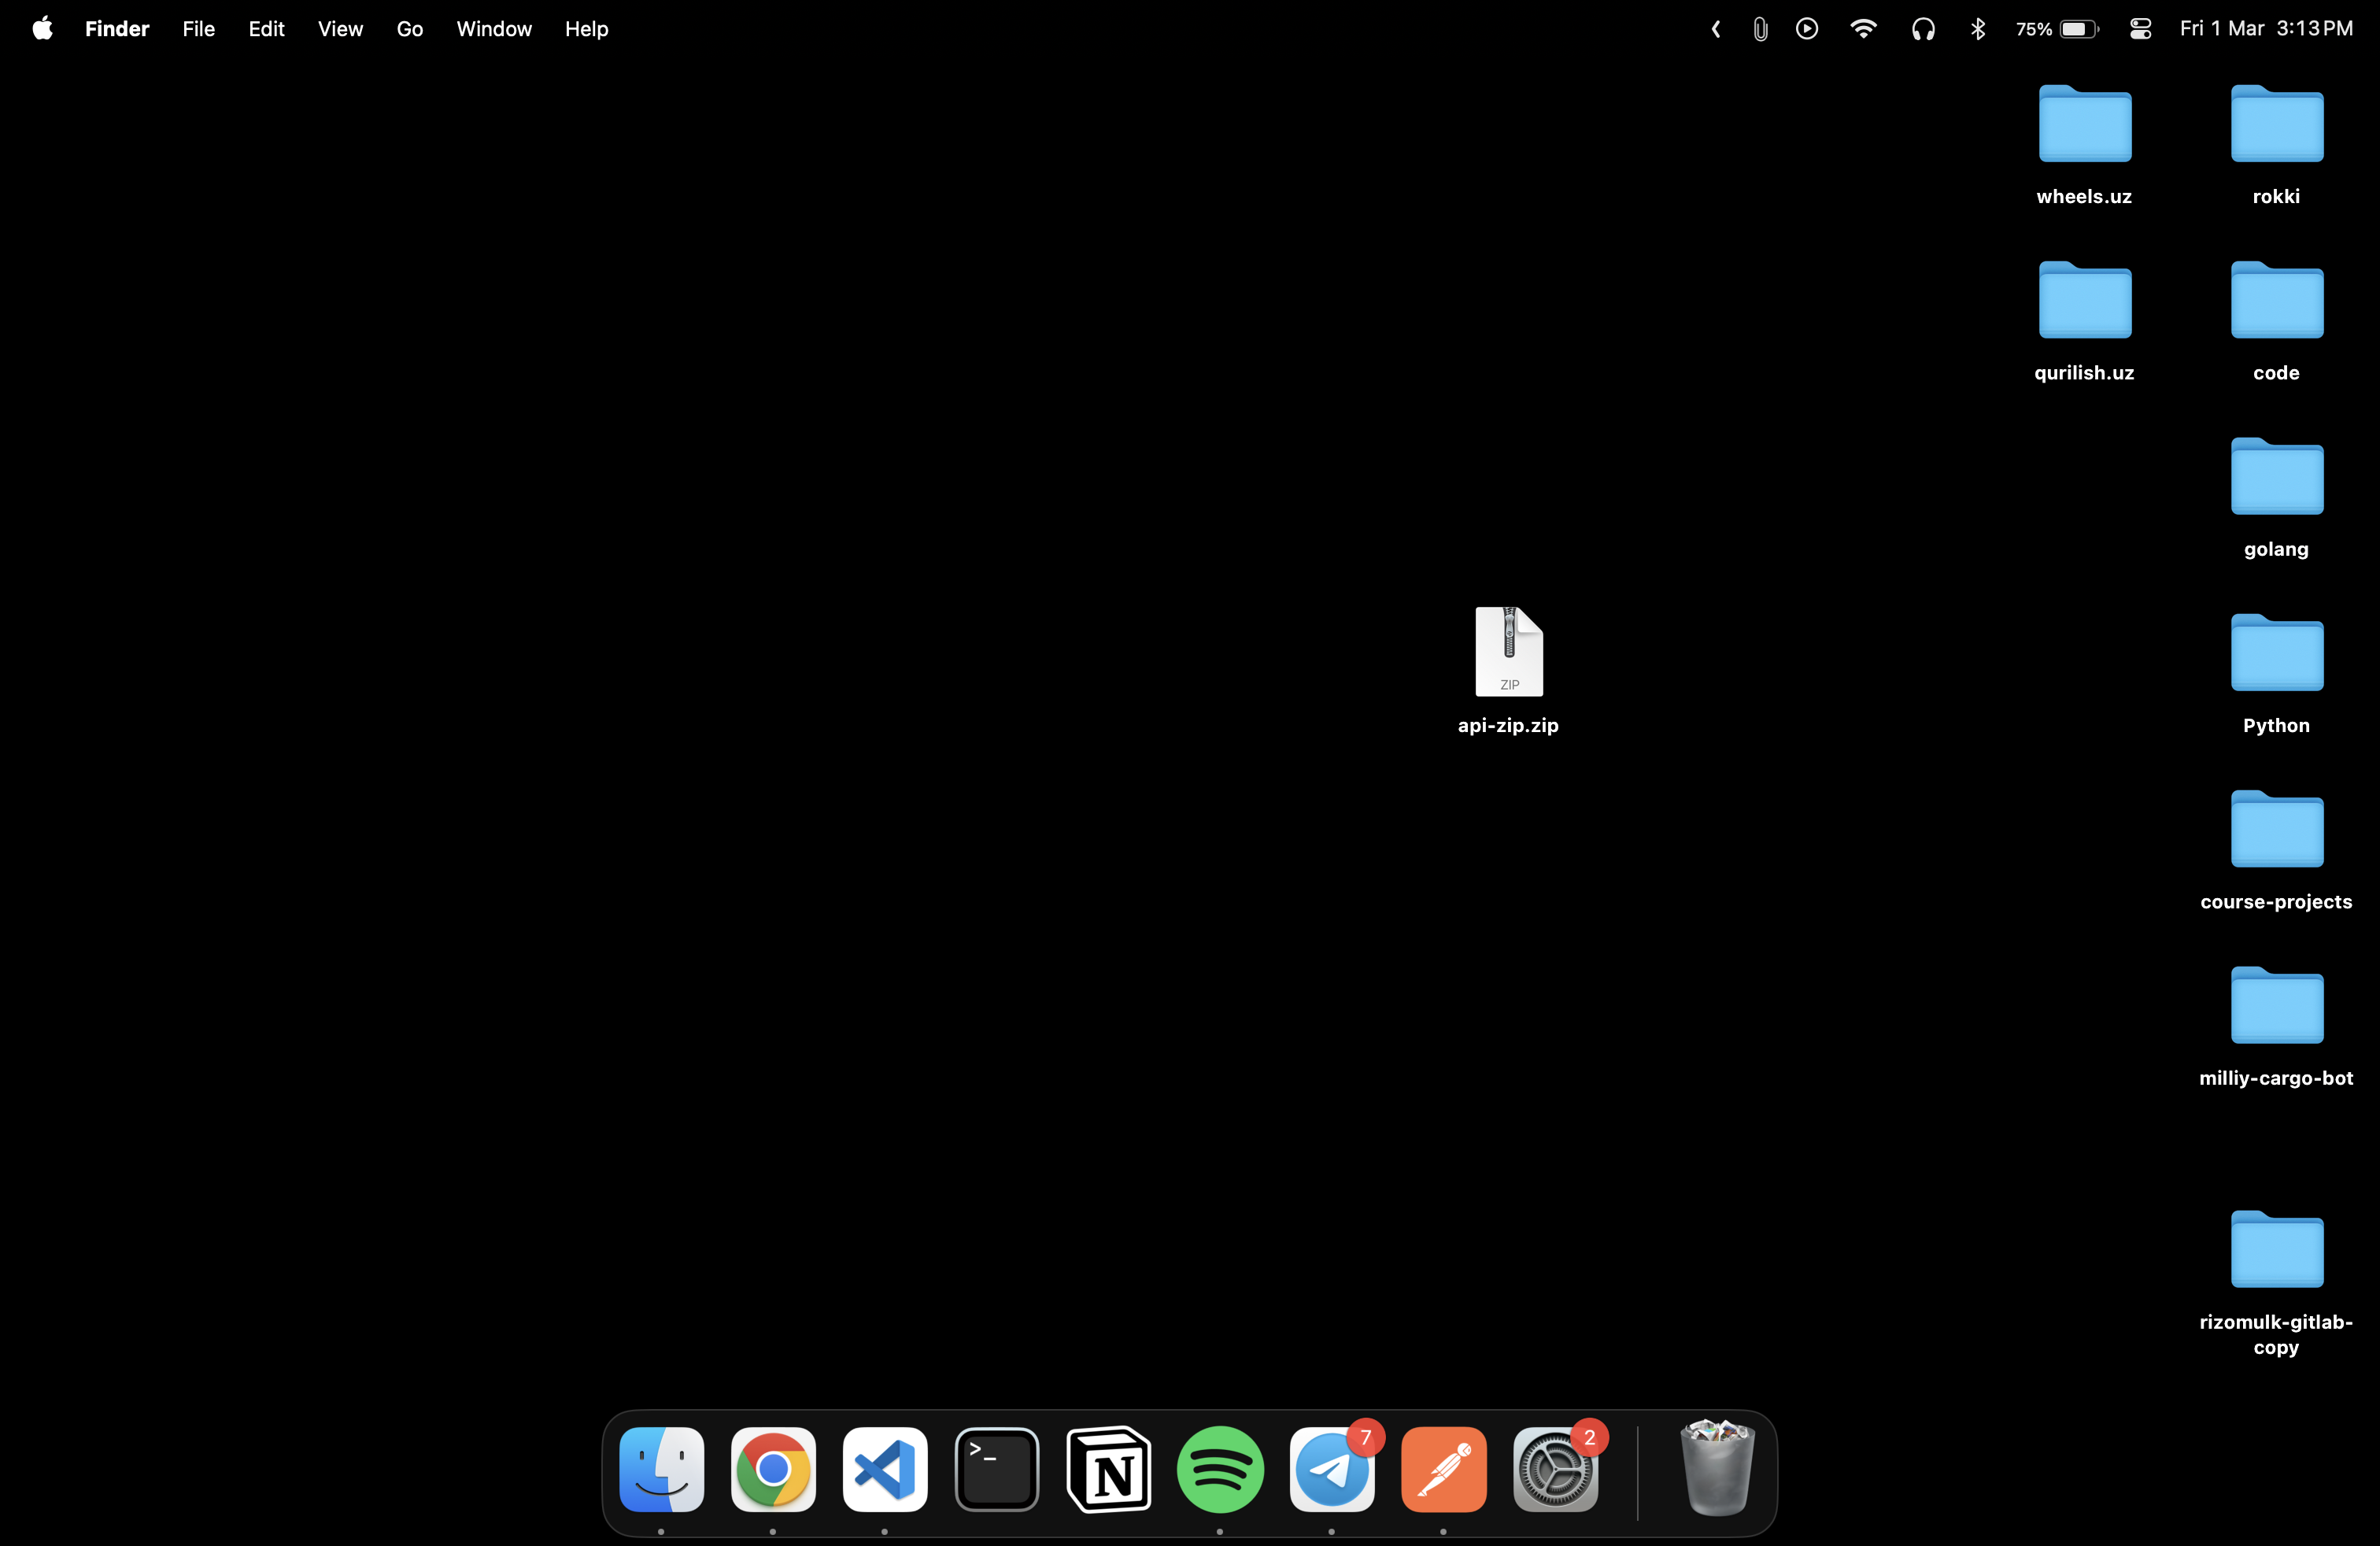 Finder File Edit View Go Window Help 75% Fri 1 Mar 3:13 PM
wheels.uz rokki
qurilish.uz code
golang
ZIP
api-zip.zip Python
course-projects
milliy-cargo-bot
rizomulk-gitlab-
copy
7 2
>_ N